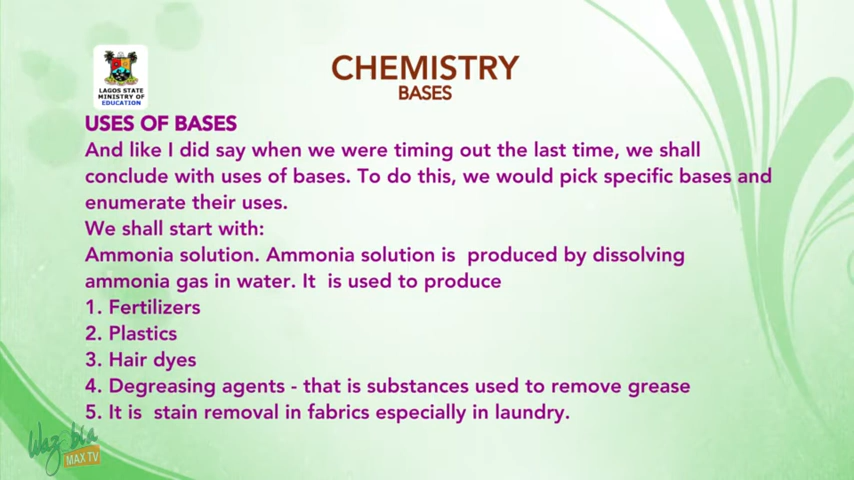 LAGOS STATE
MINISTRY OF
EDUCATION
CHEMISTRY
BASES
USES OF BASES
And like I did say when we were timing out the last time, we shall
conclude with uses of bases. To do this, we would pick specific bases and
enumerate their uses.
We shall start with:
Ammonia solution. Ammonia solution is  produced by dissolving
ammonia gas in water. It  is used to produce
1. Fertilizers
2. Plastics
3. Hair dyes
4. Degreasing agents - that is substances used to remove grease
5. It is  stain removal in fabrics especially in laundry.
Wazobia
MAX TV